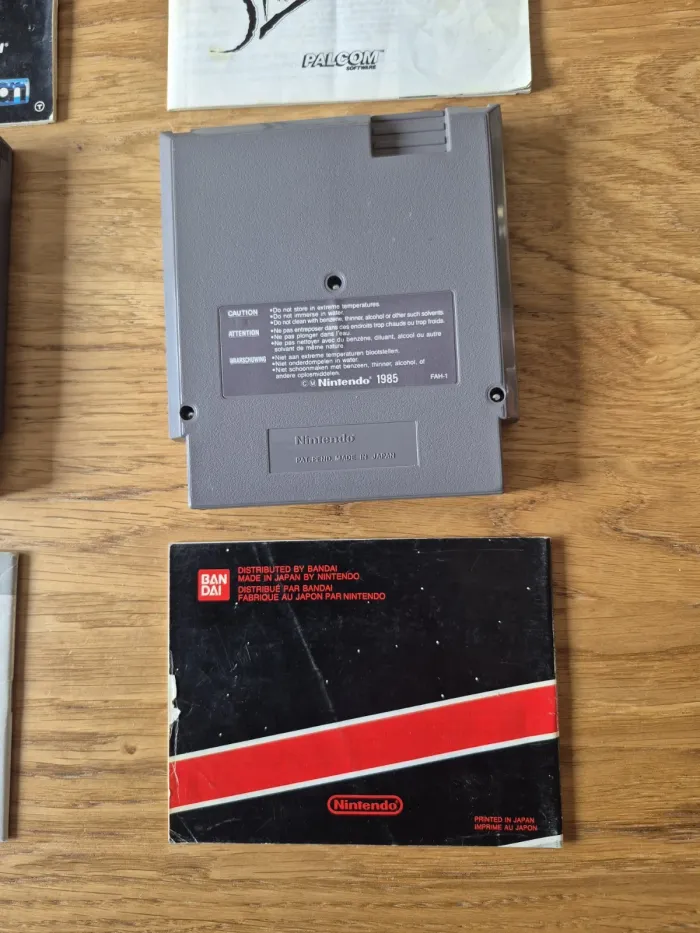 PALCOM
SOFTWARE
CAUTION
•Do not store in extreme temperatures.
•Do not immerse in water.
•Do not clean with benzene, thinner, alcohol or other such solvents
ATTENTION
•Ne pas entreposer dans des endroits trop chauds ou trop froids.
•Ne pas plonger dans l'eau.
•Ne pas nettoyer avec du benzène, diluant, alcool ou autre
solvant de même nature
WAARSCHUWING
•Niet aan extreme temperaturen blootstellen.
•Niet onderdompelen in water.
•Niet schoonmaken met benzeen, thinner, alcohol, of
andere oplosmiddelen.
©·M Nintendo® 1985
FAH-1
Nintendo
PAT. PEND. MADE IN JAPAN
BAN
DAI
DISTRIBUTED BY BANDAI
MADE IN JAPAN BY NINTENDO
DISTRIBUÉ PAR BANDAI
FABRIQUE AU JAPON PAR NINTENDO
Nintendo
PRINTED IN JAPAN
IMPRIME AU JAPON